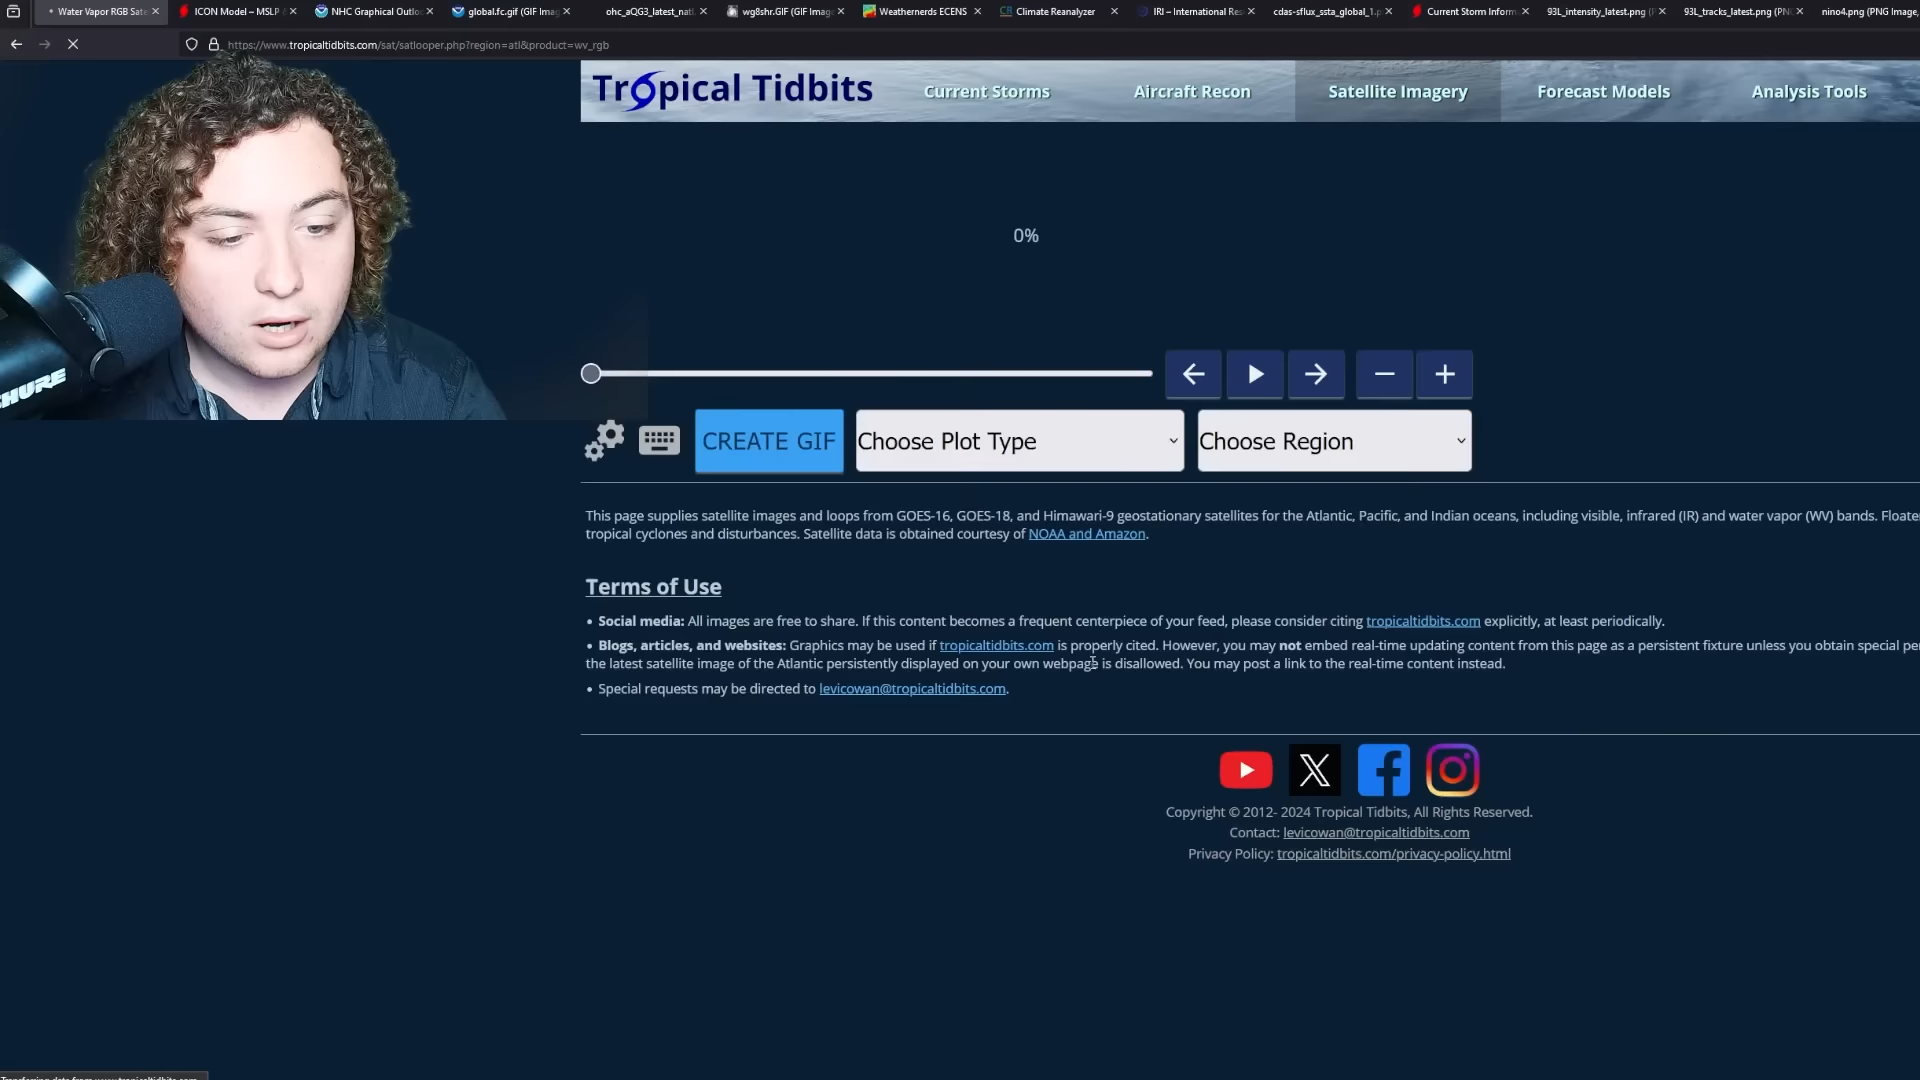 Water Vapor RGB Sate
ICON Model – MSLP &
NHC Graphical Outlo
global.fc.gif (GIF Imag
ohc_aQG3_latest_natl
wg8shr.GIF (GIF Image
Weathernerds ECENS
CR Climate Reanalyzer
IRI – International Res
cdas-sflux_ssta_global_1.p
Current Storm Inform
93L_intensity_latest.png (P
93L_tracks_latest.png (PN
nino4.png (PNG Image,
https://www.tropicaltidbits.com/sat/satlooper.php?region=atl&product=wv_rgb
Tropical Tidbits
Current Storms
Aircraft Recon
Satellite Imagery
Forecast Models
Analysis Tools
0%
SHURE
CREATE GIF
Choose Plot Type
Choose Region
This page supplies satellite images and loops from GOES-16, GOES-18, and Himawari-9 geostationary satellites for the Atlantic, Pacific, and Indian oceans, including visible, infrared (IR) and water vapor (WV) bands. Floate
tropical cyclones and disturbances. Satellite data is obtained courtesy of NOAA and Amazon.
Terms of Use
• Social media: All images are free to share. If this content becomes a frequent centerpiece of your feed, please consider citing tropicaltidbits.com explicitly, at least periodically.
• Blogs, articles, and websites: Graphics may be used if tropicaltidbits.com is properly cited. However, you may not embed real-time updating content from this page as a persistent fixture unless you obtain special per
the latest satellite image of the Atlantic persistently displayed on your own webpage is disallowed. You may post a link to the real-time content instead.
• Special requests may be directed to levicowan@tropicaltidbits.com.
Copyright © 2012- 2024 Tropical Tidbits, All Rights Reserved.
Contact: levicowan@tropicaltidbits.com
Privacy Policy: tropicaltidbits.com/privacy-policy.html